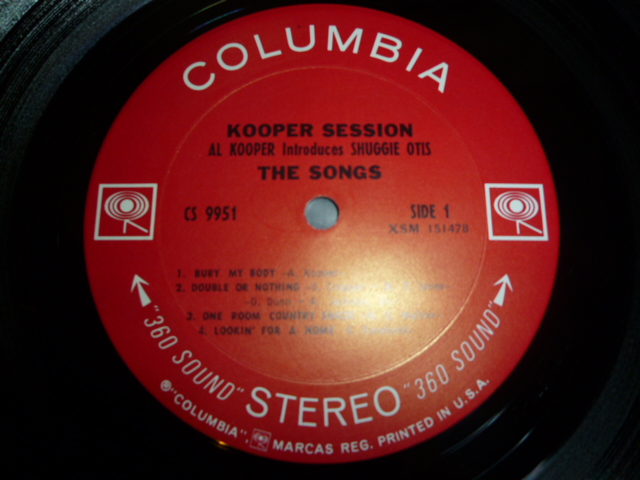 COLUMBIA
KOOPER SESSION
AL KOOPER Introduces SHUGGIE OTIS
THE SONGS
CS 9951
SIDE 1
XSM 151478
1. BURY MY BODY -A.
2. DOUBLE OR NOTHING -
3. ONE ROOM COUNTRY
4. LOOKIN' FOR A HOME
"360 SOUND" STEREO "360 SOUND"
℗"COLUMBIA", MARCAS REG. PRINTED IN U.S.A.